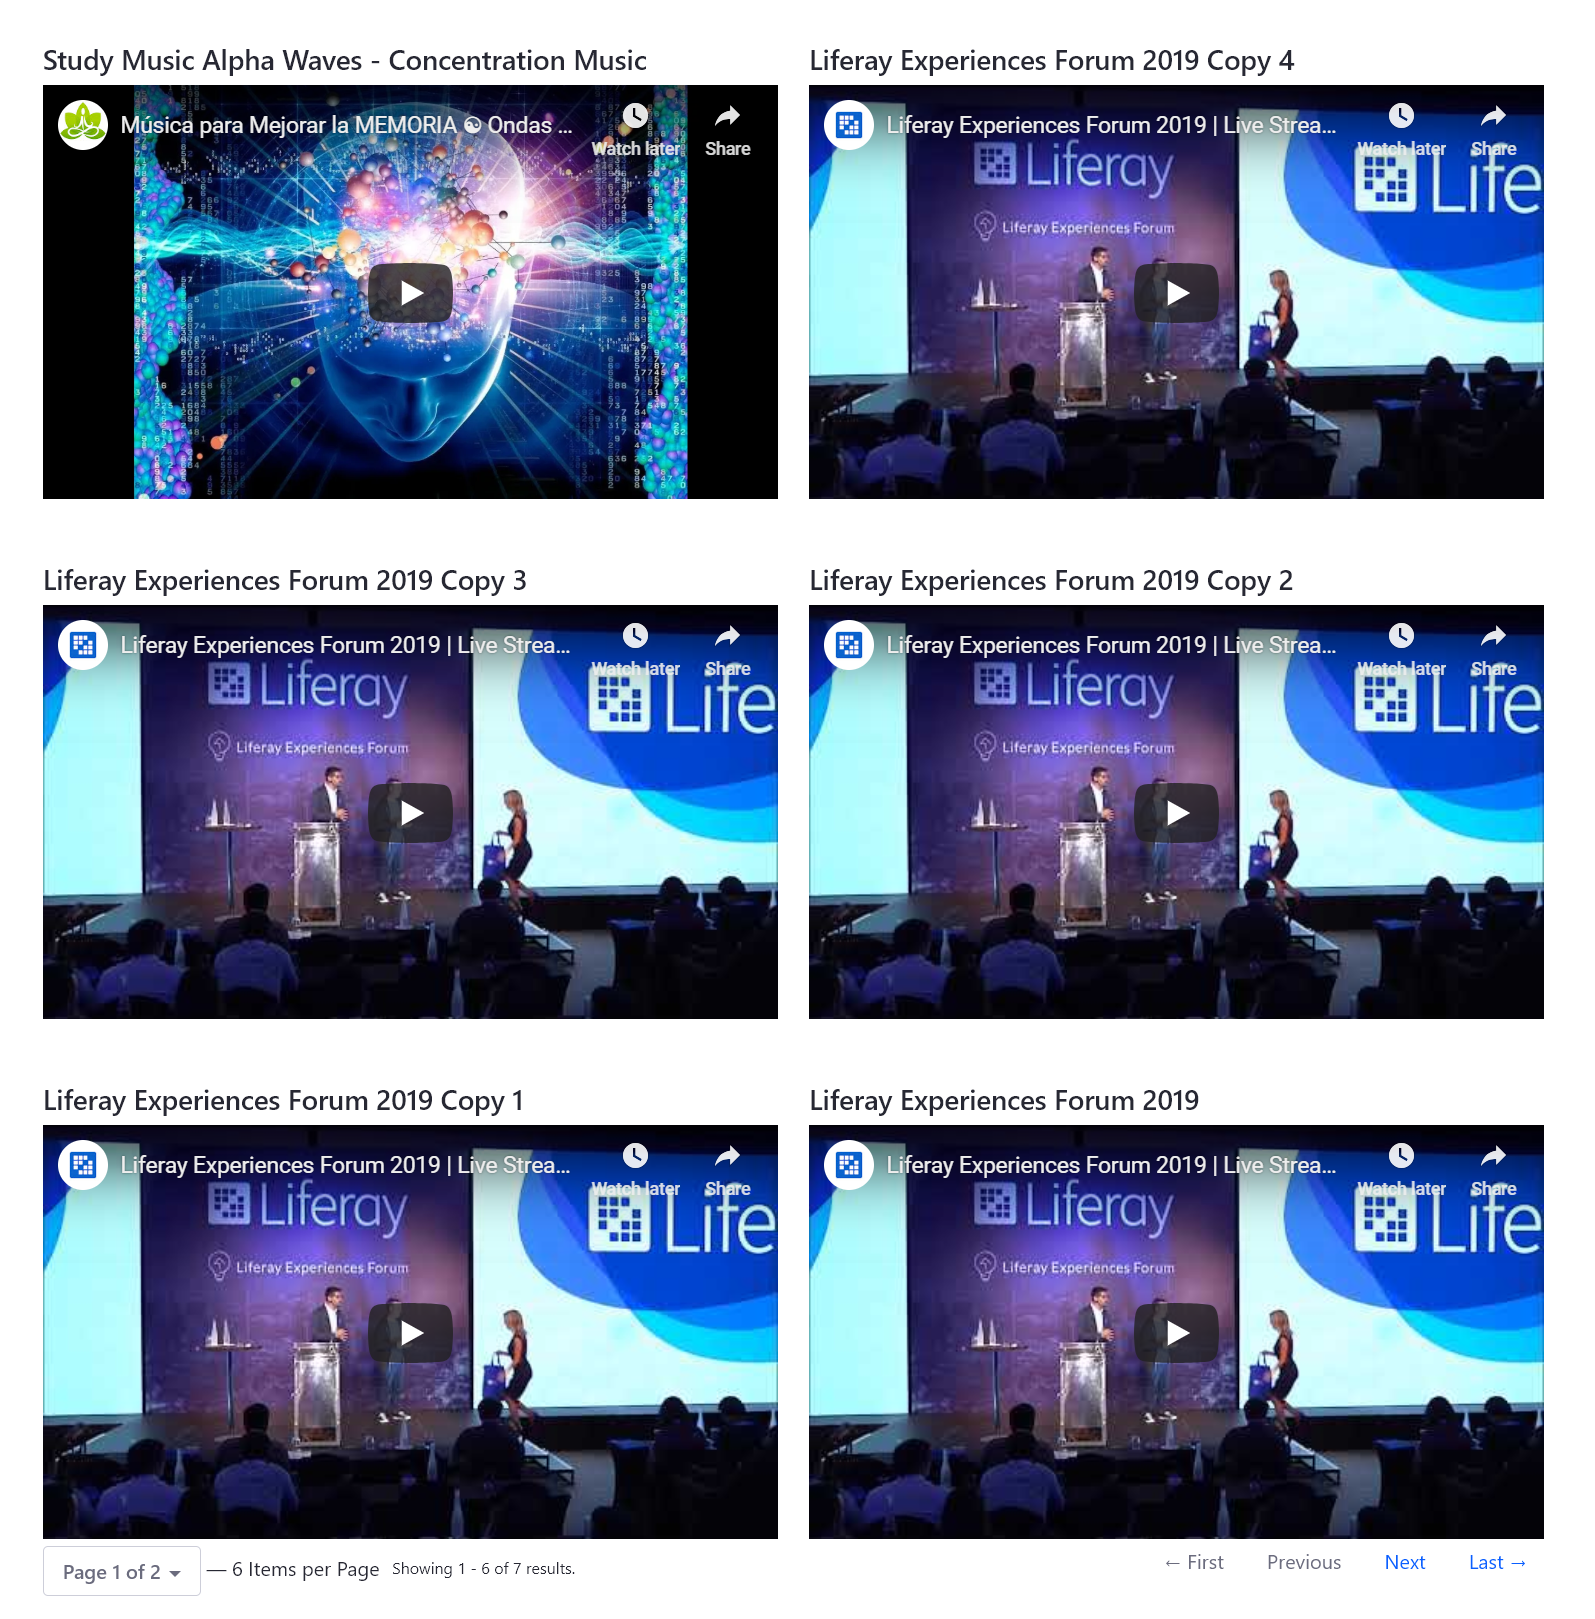 Study Music Alpha Waves - Concentration Music
Música para Mejorar la MEMORIA ☯ Ondas ...
Watch later
Share
Liferay Experiences Forum 2019 Copy 4
Liferay Experiences Forum 2019 | Live Strea...
Watch later
Share
Liferay
Life
Liferay Experiences Forum
Liferay Experiences Forum 2019 Copy 3
Liferay Experiences Forum 2019 | Live Strea...
Watch later
Share
Liferay
Life
Liferay Experiences Forum
Liferay Experiences Forum 2019 Copy 2
Liferay Experiences Forum 2019 | Live Strea...
Watch later
Share
Liferay
Life
Liferay Experiences Forum
Liferay Experiences Forum 2019 Copy 1
Liferay Experiences Forum 2019 | Live Strea...
Watch later
Share
Liferay
Life
Liferay Experiences Forum
Liferay Experiences Forum 2019
Liferay Experiences Forum 2019 | Live Strea...
Watch later
Share
Liferay
Life
Liferay Experiences Forum
Page 1 of 2 — 6 Items per Page Showing 1 - 6 of 7 results. ← First Previous Next Last →